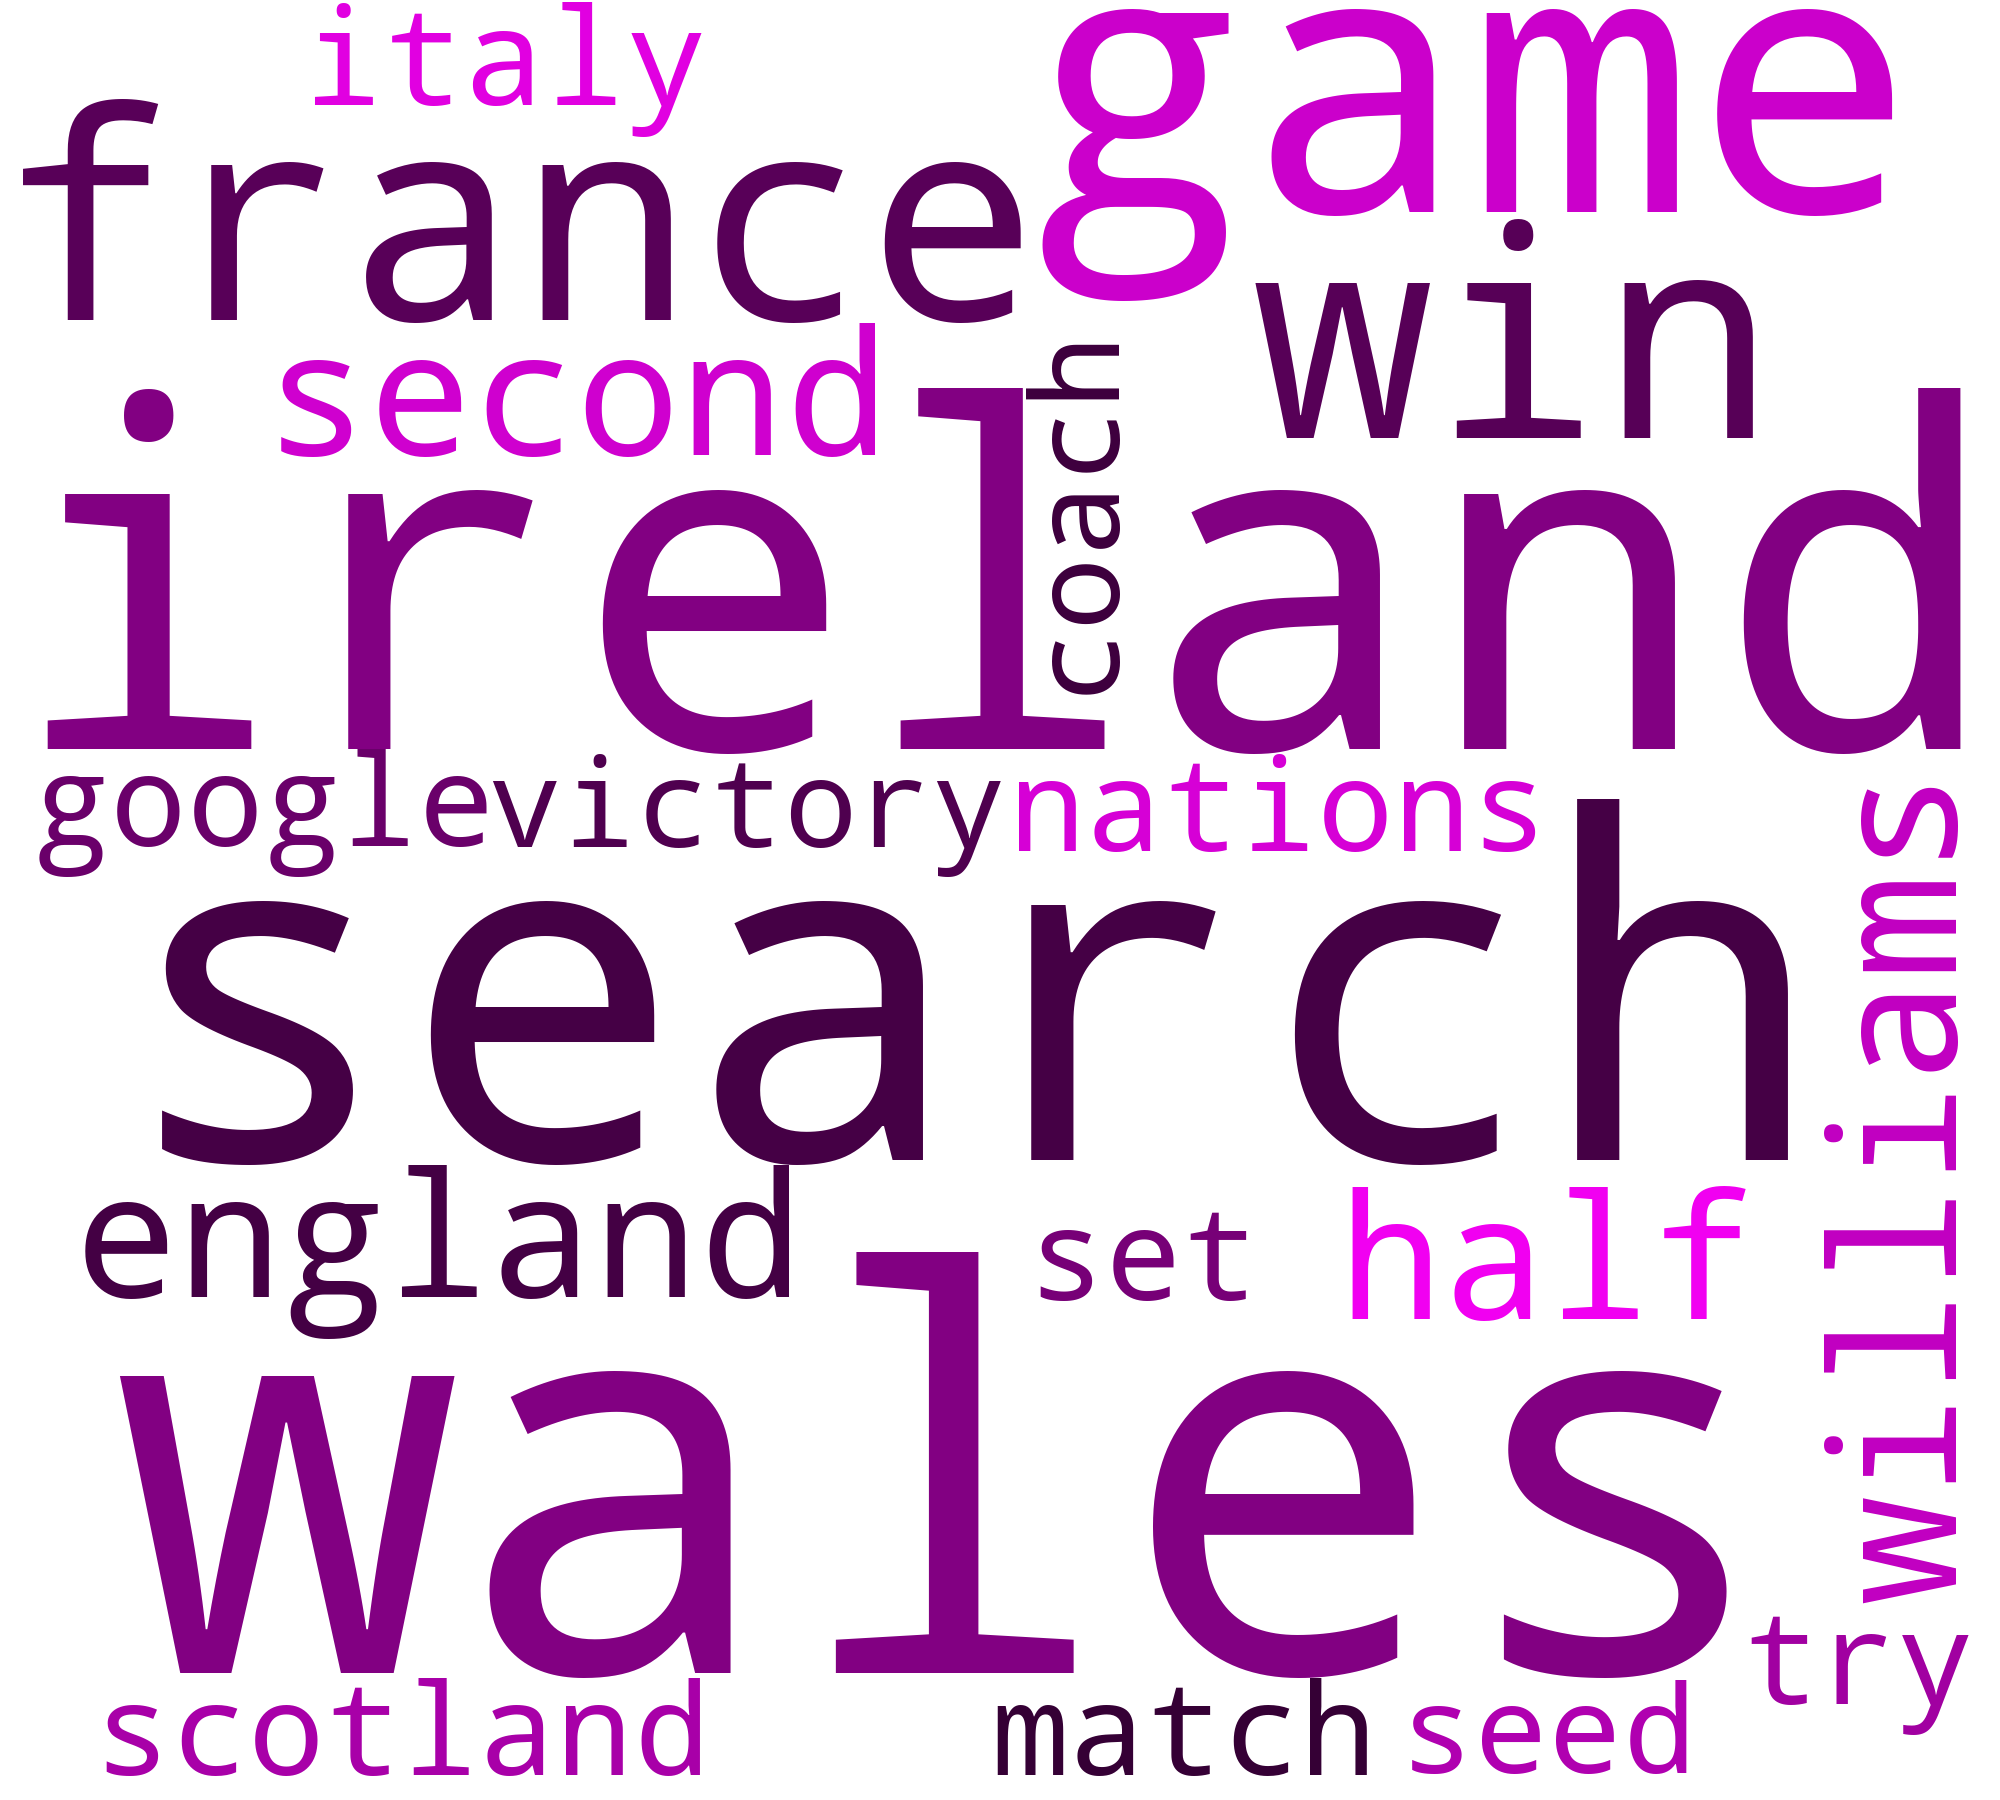 italy
game
france
win
second
coach
ireland
google
victory
nations
search
williams
england
set
half
wales
try
scotland
match
seed